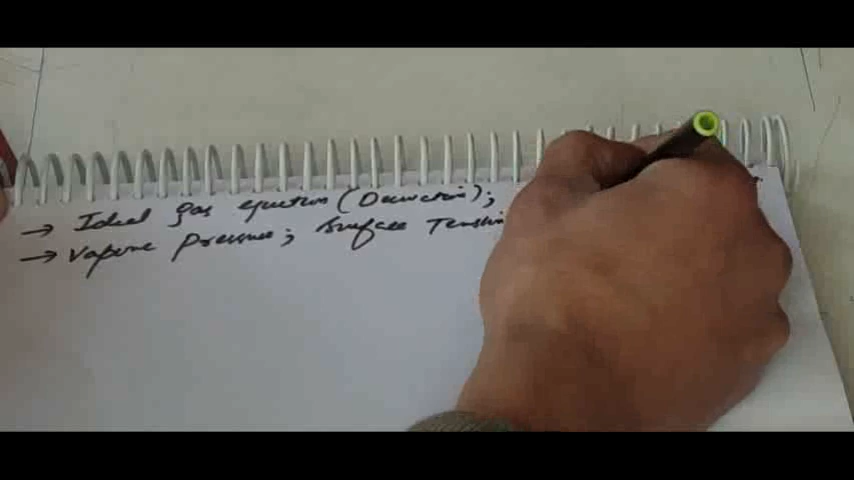 → Ideal gas equation (Derivation);
→ Vapour Pressure; Surface Tension